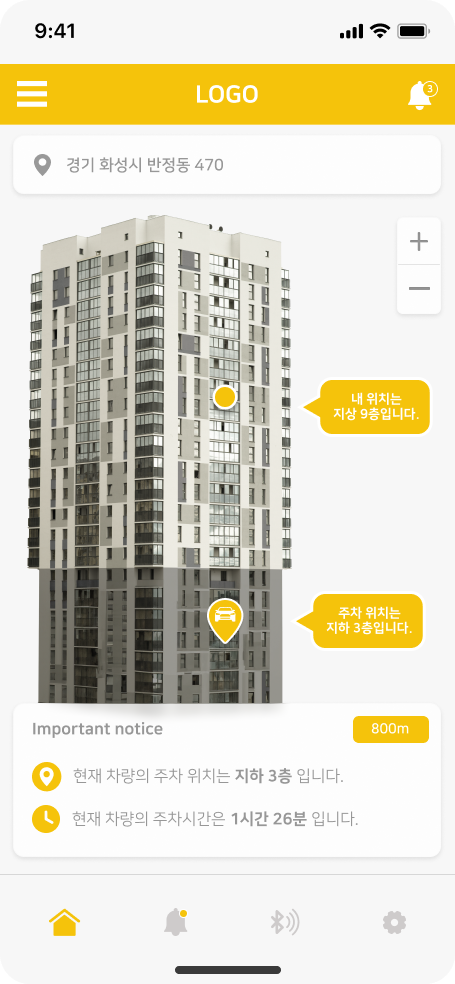 9:41
LOGO
3
경기 화성시 반정동 470
내 위치는
지상 9층입니다.
주차 위치는
지하 3층입니다.
Important notice
800m
현재 차량의 주차 위치는 지하 3층 입니다.
현재 차량의 주차시간은 1시간 26분 입니다.